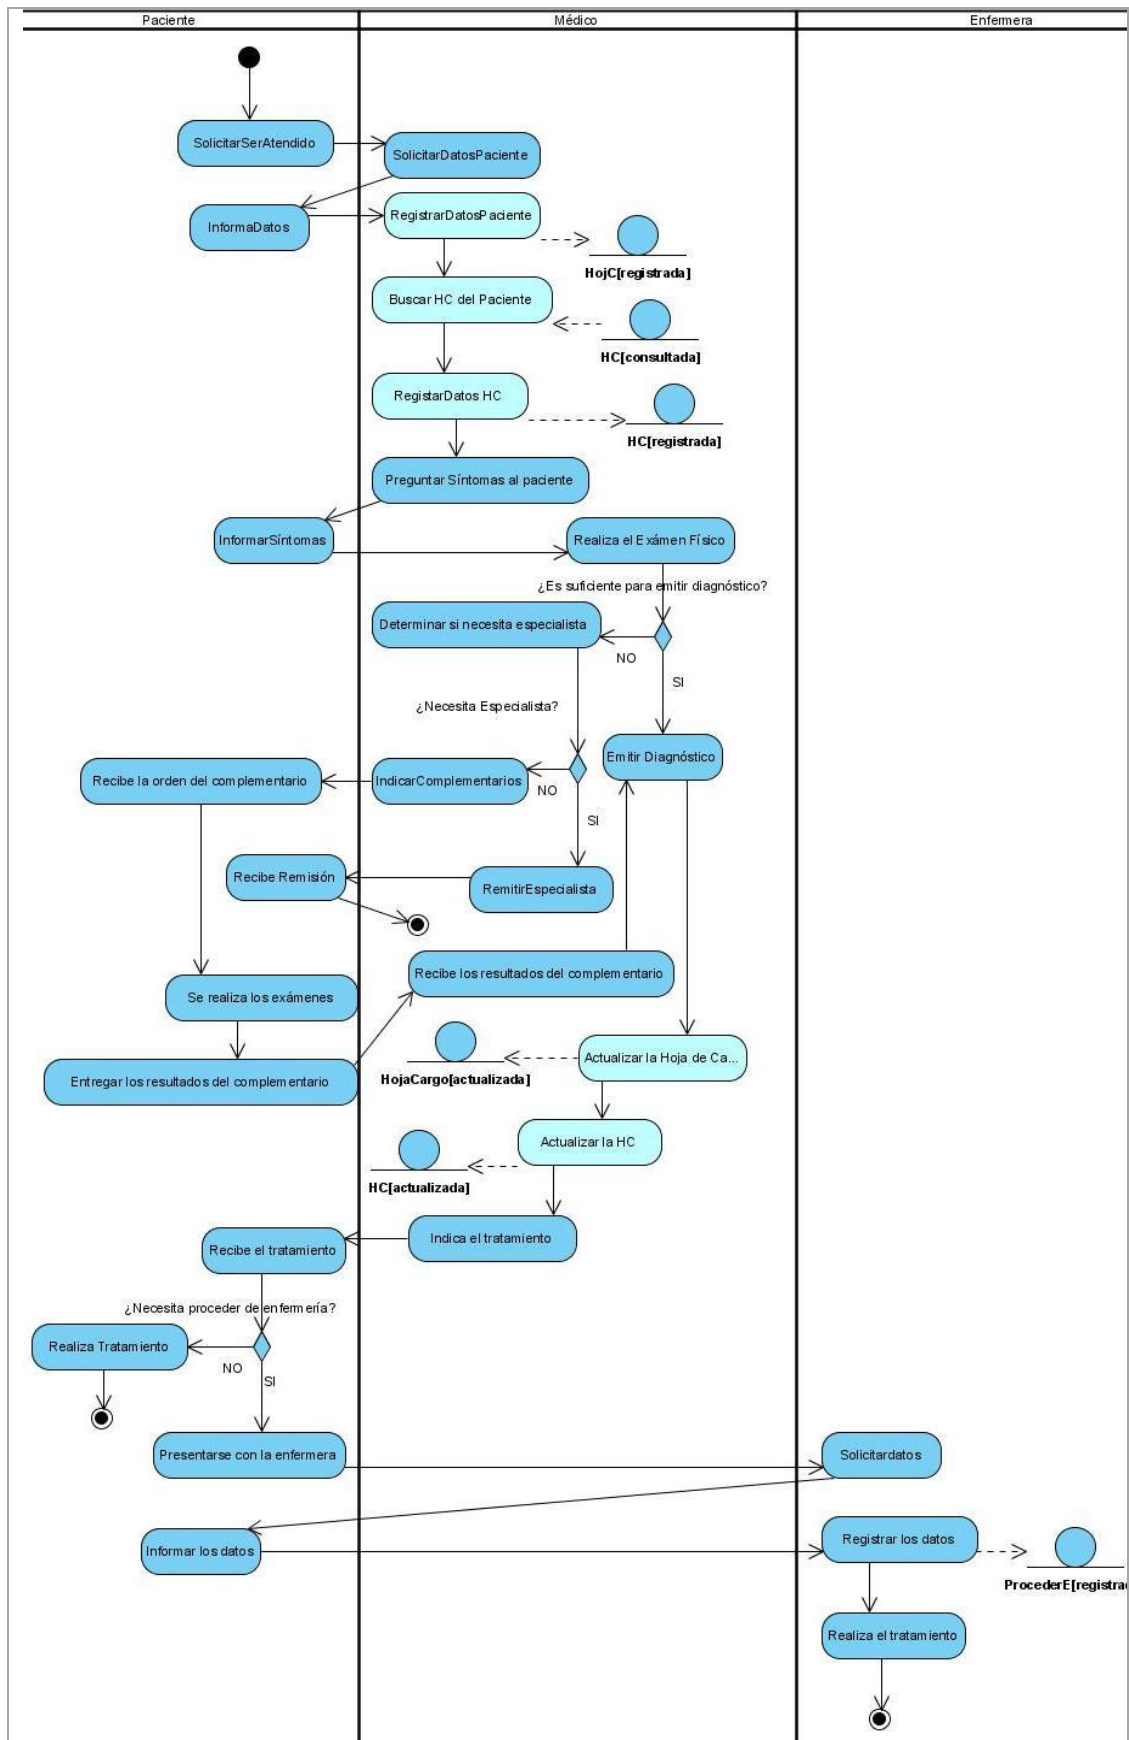 Paciente
Médico
Enfermera
SolicitarSerAtendido
SolicitarDatosPaciente
InformaDatos
RegistrarDatosPaciente
HojC[registrada]
Buscar HC del Paciente
HC[consultada]
RegistarDatos HC
HC[registrada]
Preguntar Síntomas al paciente
InformarSíntomas
Realiza el Exámen Físico
¿Es suficiente para emitir diagnóstico?
Determinar si necesita especialista
NO
SI
¿Necesita Especialista?
Emitir Diagnóstico
Recibe la orden del complementario
IndicarComplementarios
NO
SI
Recibe Remisión
RemitirEspecialista
Recibe los resultados del complementario
Se realiza los exámenes
Entregar los resultados del complementario
Actualizar la Hoja de Ca...
HojaCargo[actualizada]
Actualizar la HC
HC[actualizada]
Indica el tratamiento
Recibe el tratamiento
¿Necesita proceder de enfermería?
Realiza Tratamiento
NO
SI
Presentarse con la enfermera
Solicitardatos
Informar los datos
Registrar los datos
ProcederE[registrad
Realiza el tratamiento